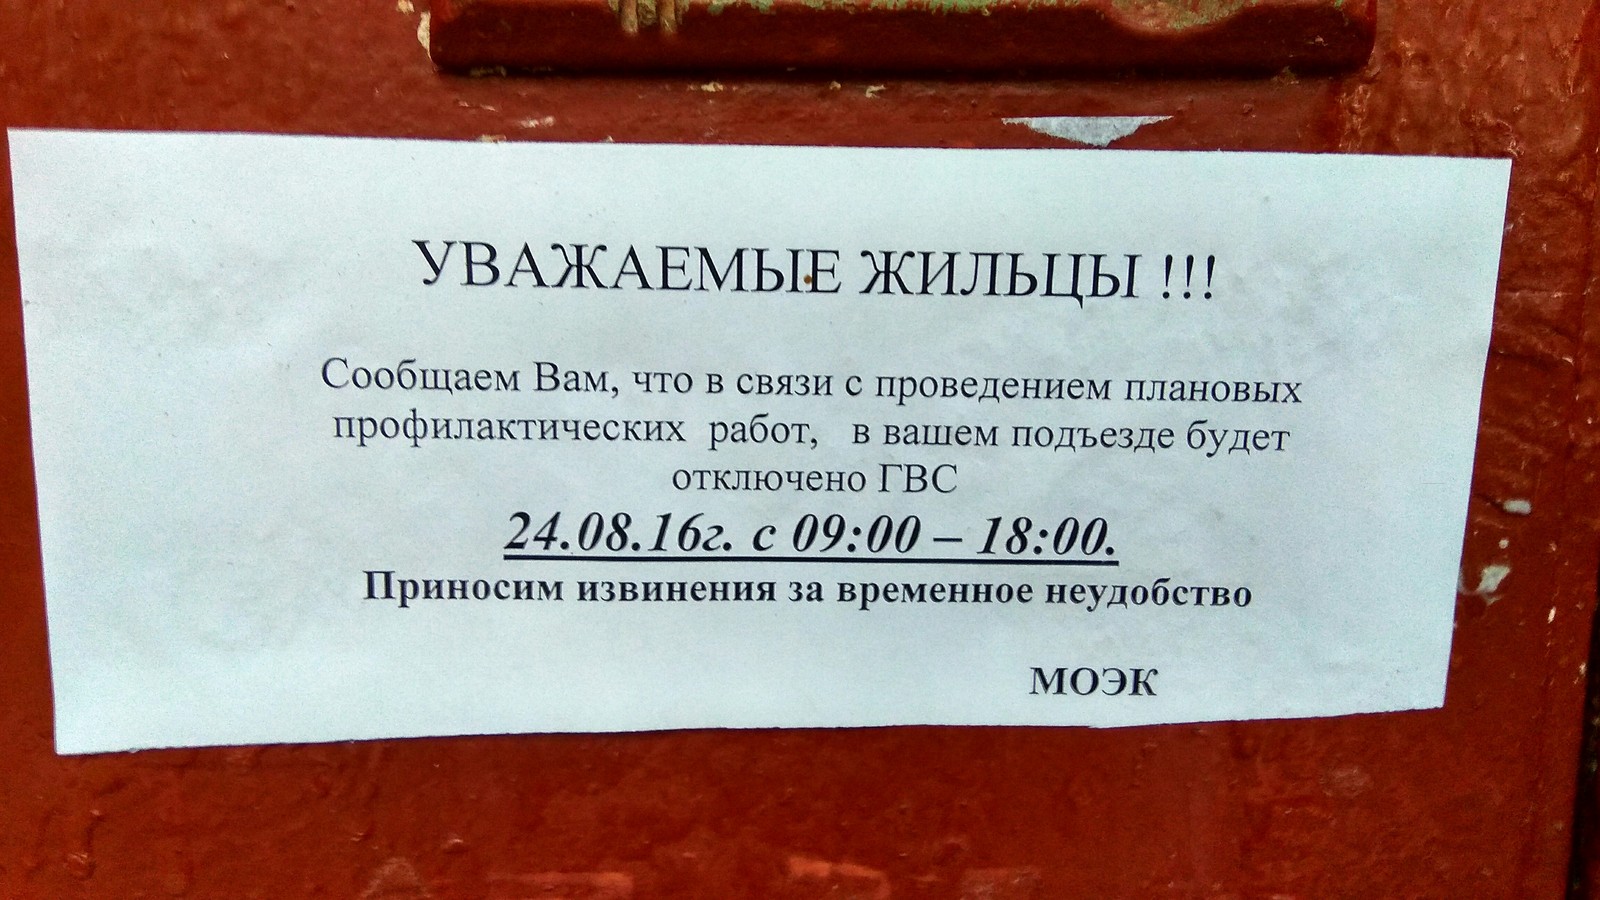 УВАЖАЕМЫЕ ЖИЛЬЦЫ !!!
Сообщаем Вам, что в связи с проведением плановых
профилактических работ, в вашем подъезде будет
отключено ГВС
24.08.16г. с 09:00 – 18:00.
Приносим извинения за временное неудобство
МОЭК